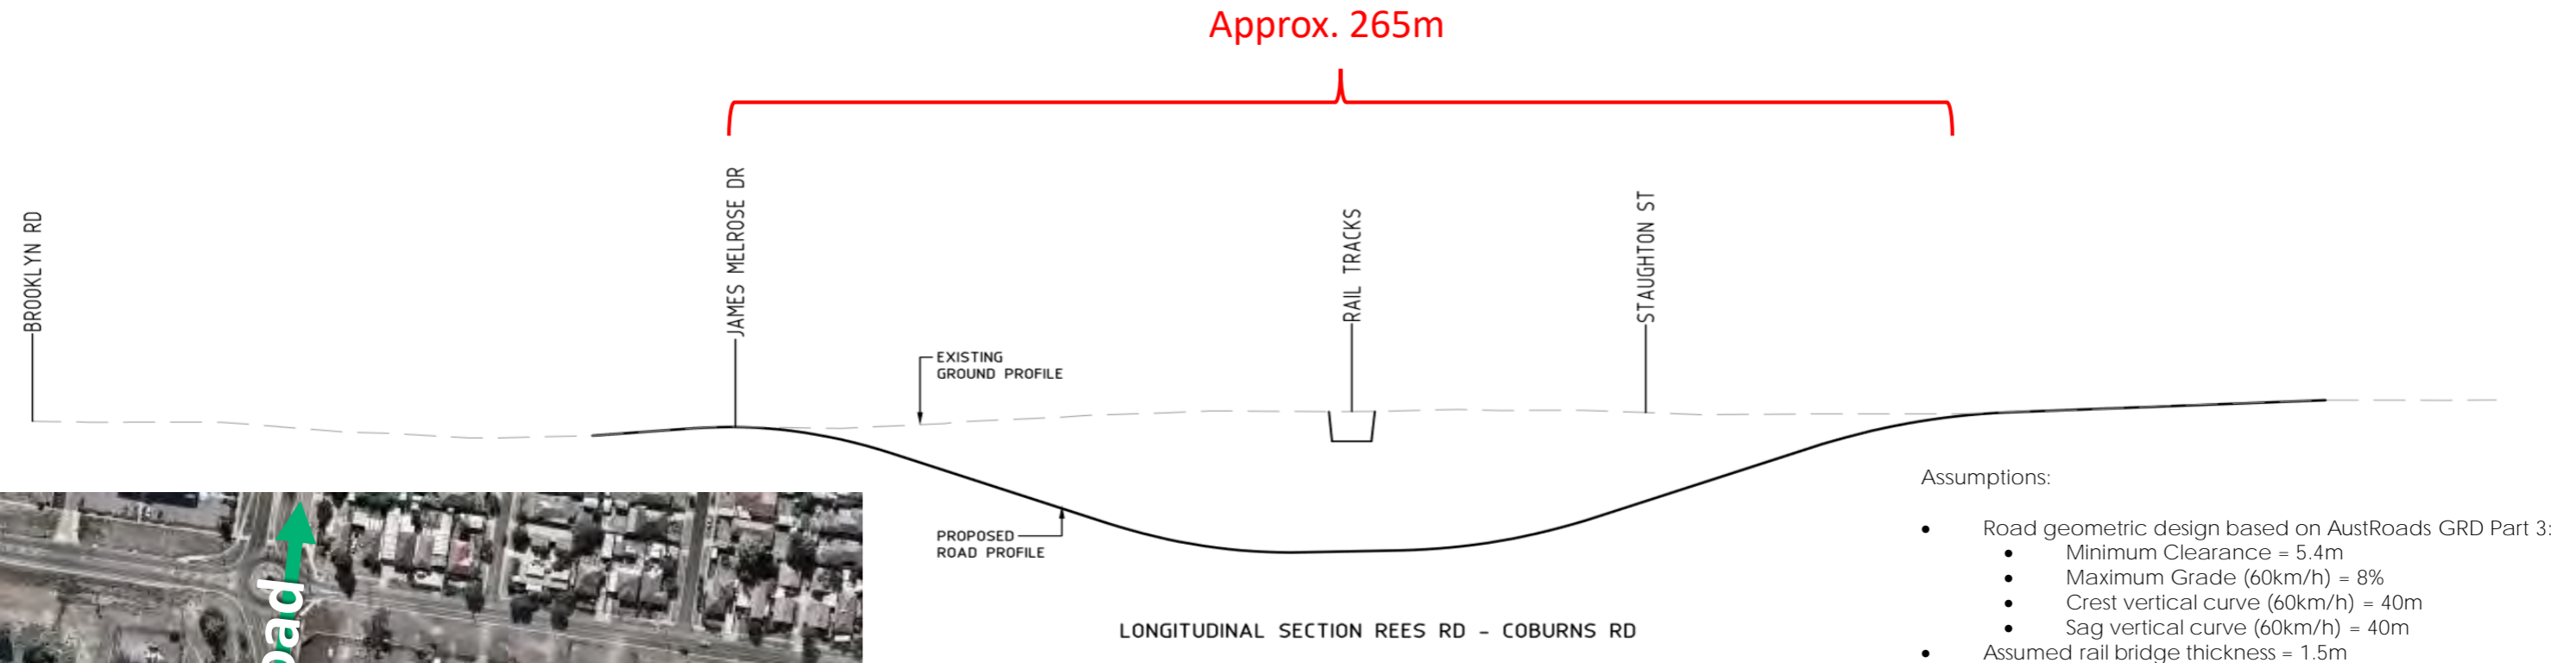 Approx. 265m
BROOKLYN RD
JAMES MELROSE DR
RAIL TRACKS
STAUGHTON ST
EXISTING
GROUND PROFILE
PROPOSED
ROAD PROFILE
LONGITUDINAL SECTION REES RD - COBURNS RD
Assumptions:
• Road geometric design based on AustRoads GRD Part 3:
• Minimum Clearance = 5.4m
• Maximum Grade (60km/h) = 8%
• Crest vertical curve (60km/h) = 40m
• Sag vertical curve (60km/h) = 40m
• Assumed rail bridge thickness = 1.5m